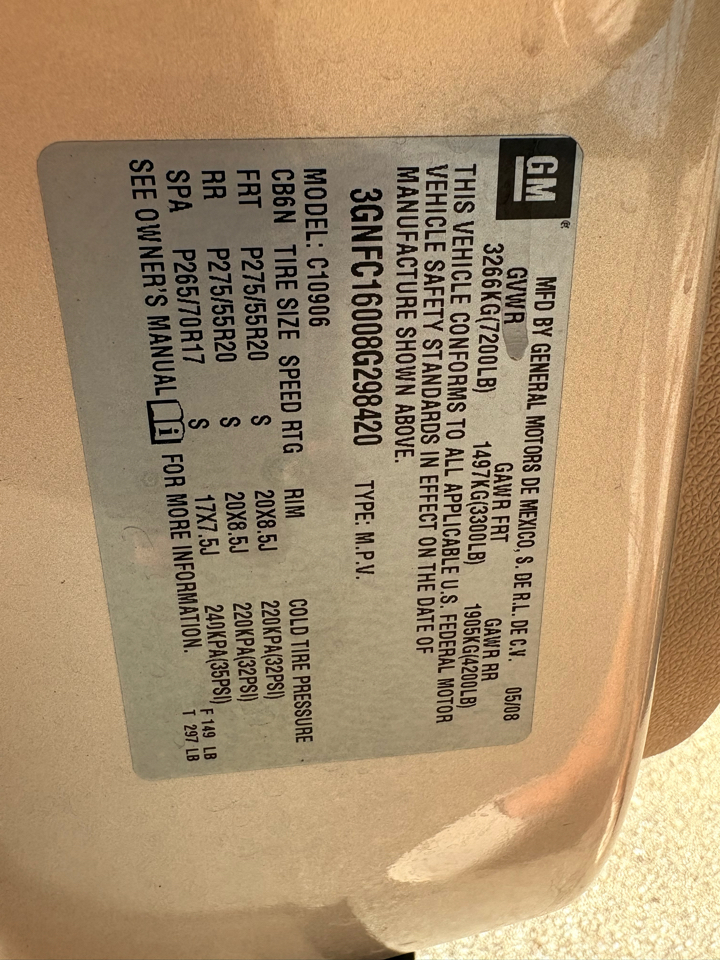 GM ®
MFD BY GENERAL MOTORS DE MEXICO, S. DE R.L. DE C.V. 05/08
GVWR GAWR FRT GAWR RR
3266KG(7200LB) 1497KG(3300LB) 1905KG(4200LB)
THIS VEHICLE CONFORMS TO ALL APPLICABLE U.S. FEDERAL MOTOR
VEHICLE SAFETY STANDARDS IN EFFECT ON THE DATE OF
MANUFACTURE SHOWN ABOVE.
3GNFC16008G298420 TYPE: M.P.V.
MODEL: C10906
CB6N TIRE SIZE SPEED RTG RIM COLD TIRE PRESSURE
FRT P275/55R20 S 20X8.5J 220KPA(32PSI)
RR P275/55R20 S 20X8.5J 220KPA(32PSI)
SPA P265/70R17 S 17X7.5J 240KPA(35PSI) F 149 LB
SEE OWNER'S MANUAL i FOR MORE INFORMATION. T 297 LB